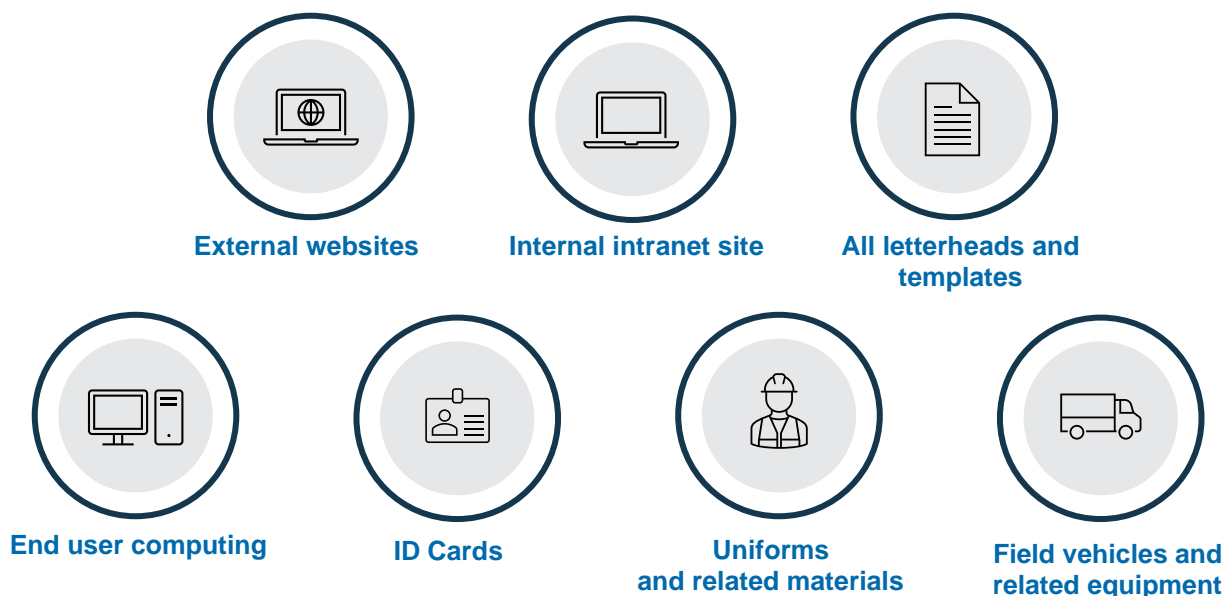 External websites
Internal intranet site
All letterheads and
templates
End user computing
ID Cards
Uniforms
and related materials
Field vehicles and
related equipment